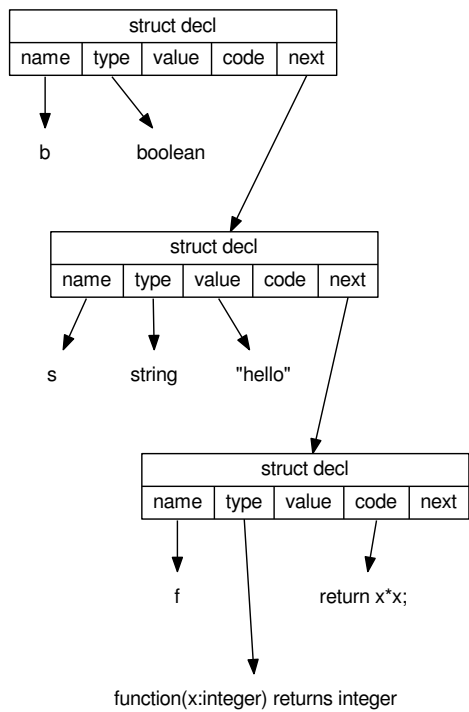 struct decl
name type value code next
b boolean
struct decl
name type value code next
s string "hello"
struct decl
name type value code next
f return x*x;
function(x:integer) returns integer